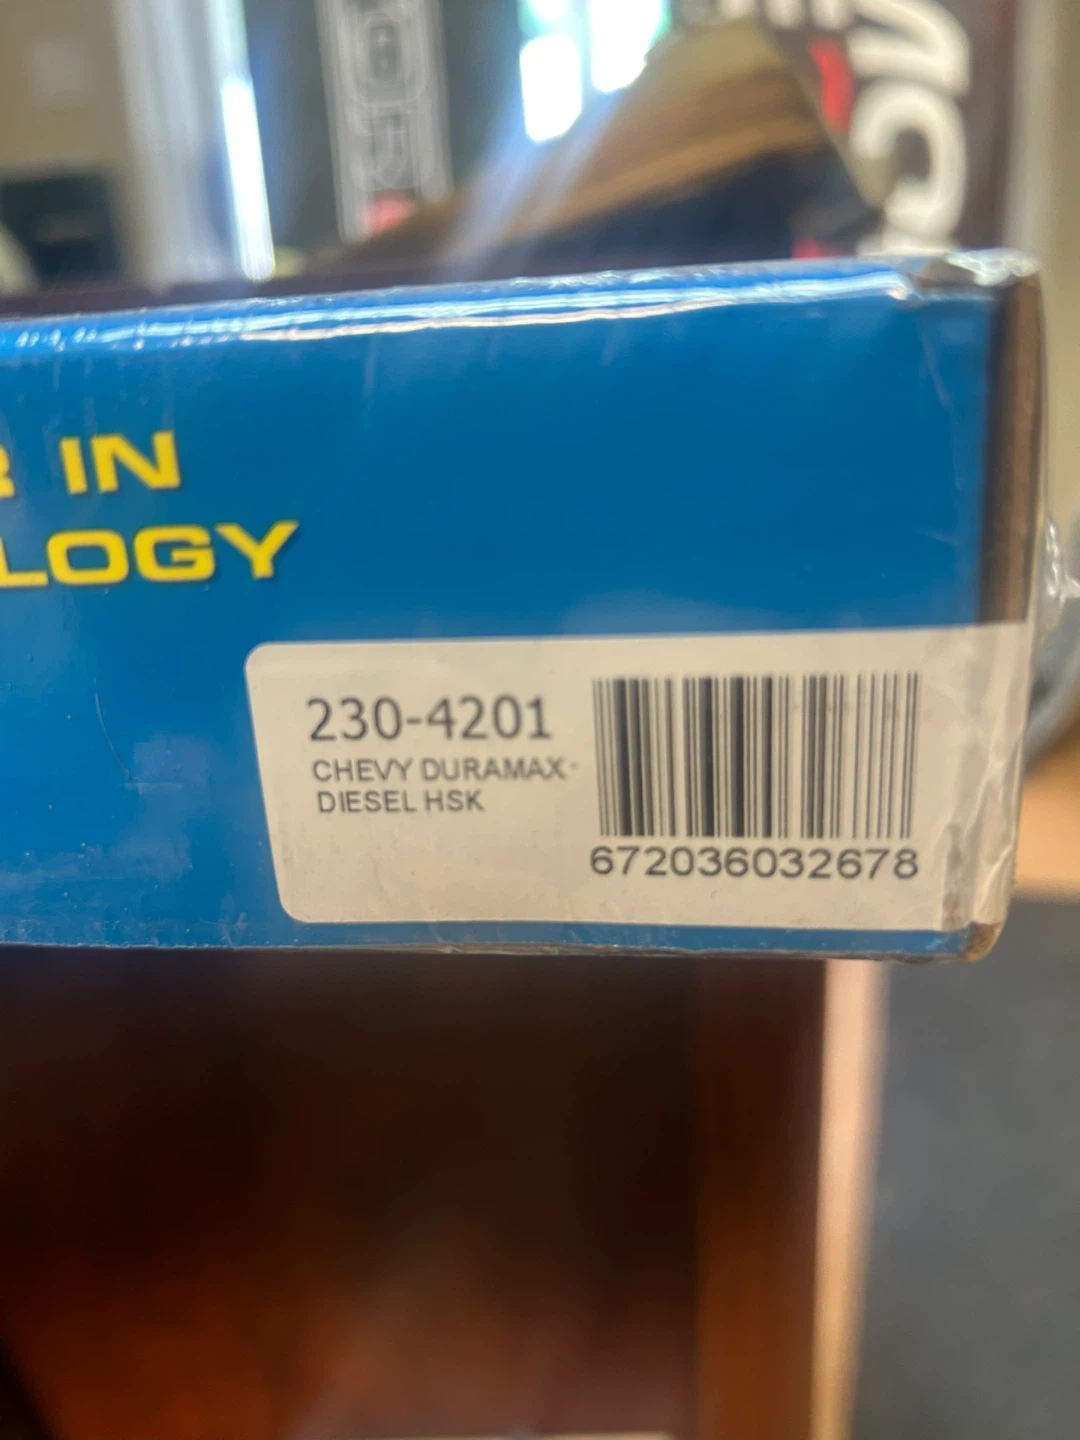 IN
LOGY
230-4201
CHEVY DURAMAX
DIESEL HSK
672036032678